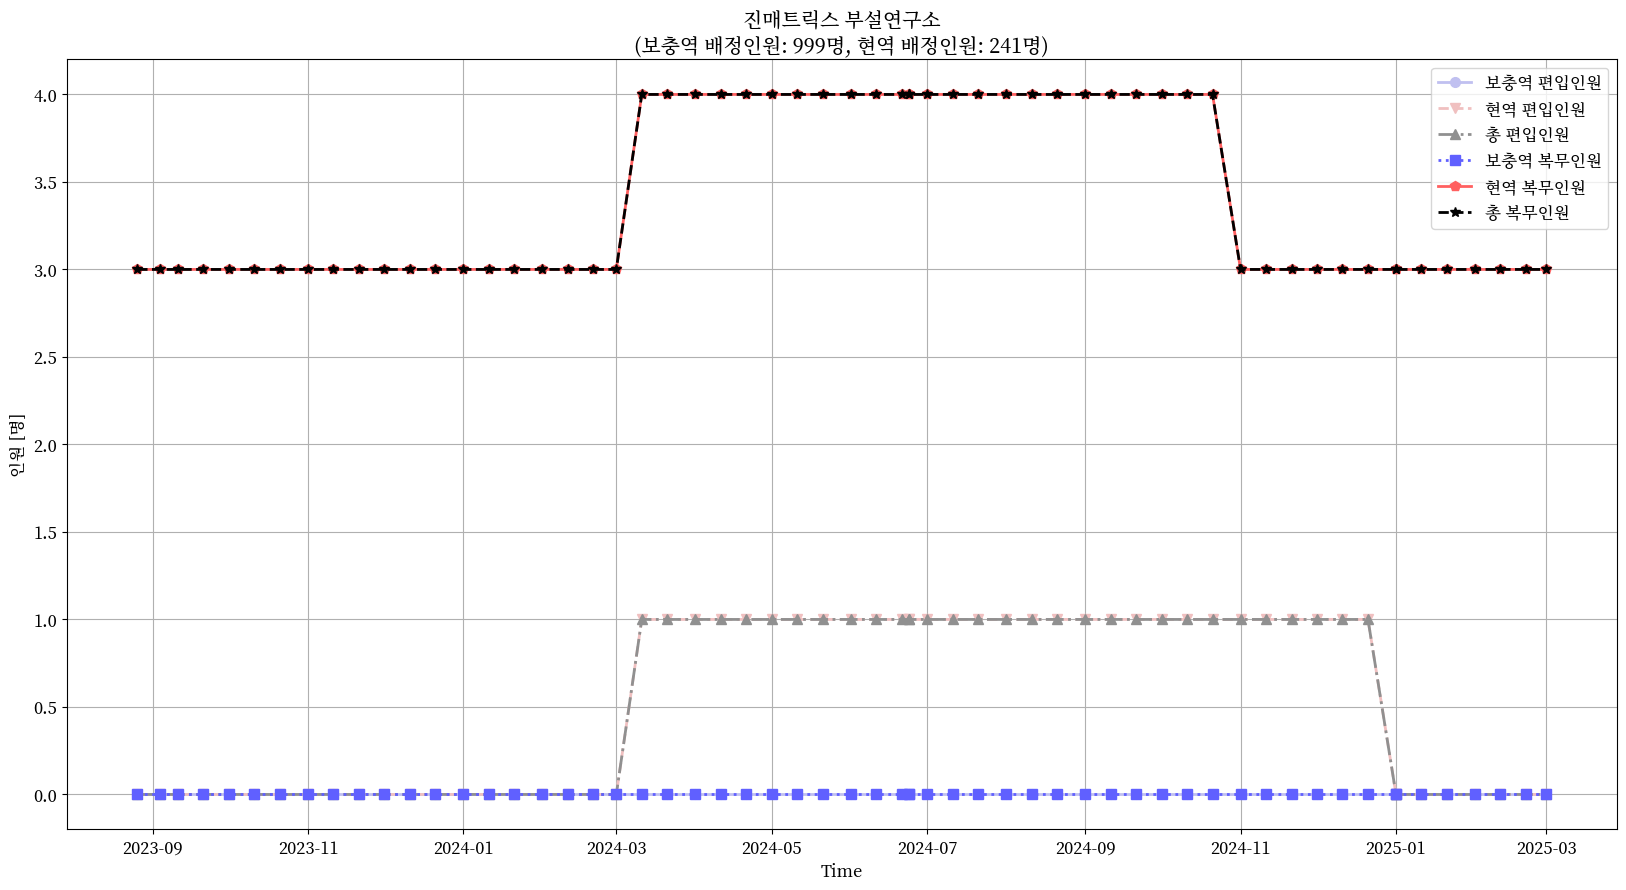 진매트릭스 부설연구소
(보충역 배정인원: 999명, 현역 배정인원: 241명)
보충역 편입인원
현역 편입인원
총 편입인원
보충역 복무인원
현역 복무인원
총 복무인원
인원 [명]
4.0
3.5
3.0
2.5
2.0
1.5
1.0
0.5
0.0
2023-09
2023-11
2024-01
2024-03
2024-05
2024-07
2024-09
2024-11
2025-01
2025-03
Time